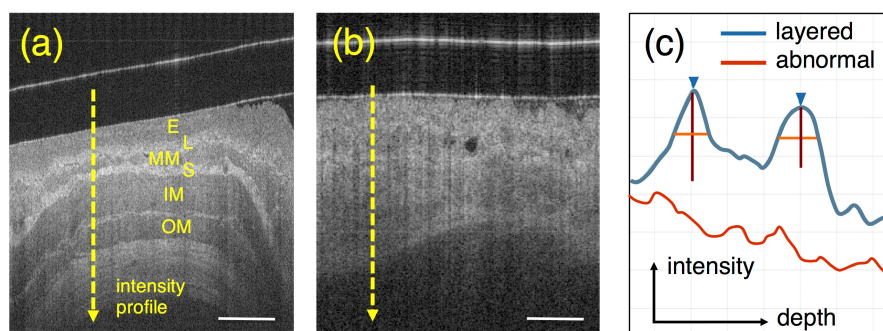 (a)
E
L
MM
S
IM
OM
intensity
profile
(b)
(c)
layered
abnormal
intensity
depth